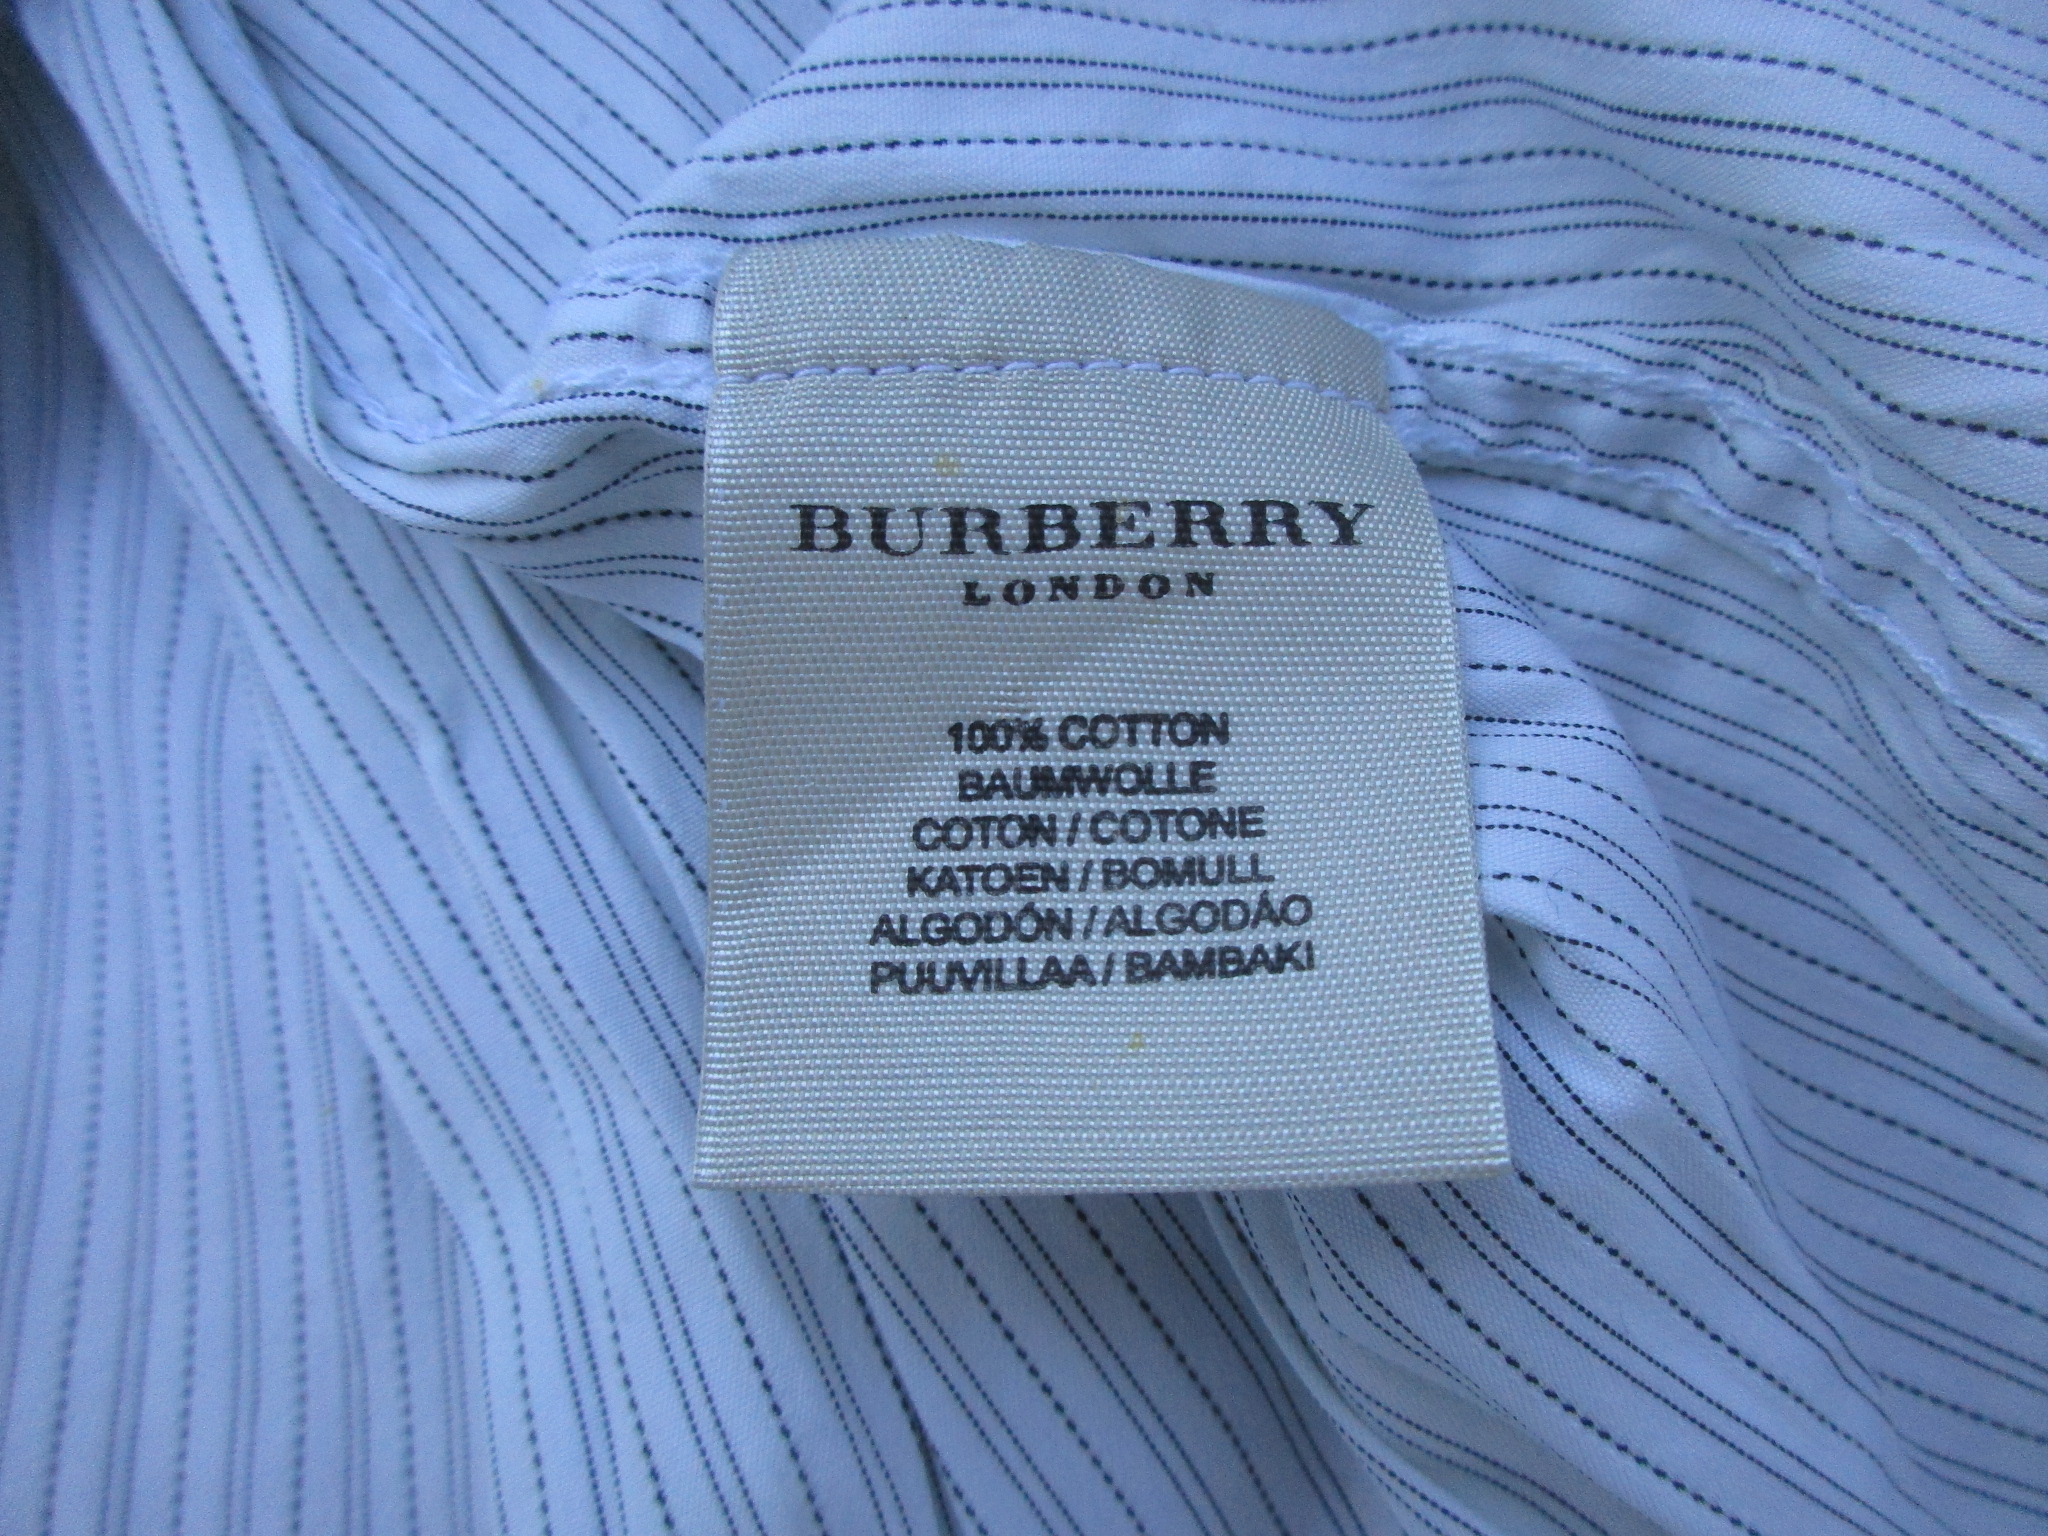 BURBERRY
LONDON
100% COTTON
BAUMWOLLE
COTON / COTONE
KATOEN / BOMULL
ALGODÓN / ALGODÁO
PUUVILLAA / BAMBAKI